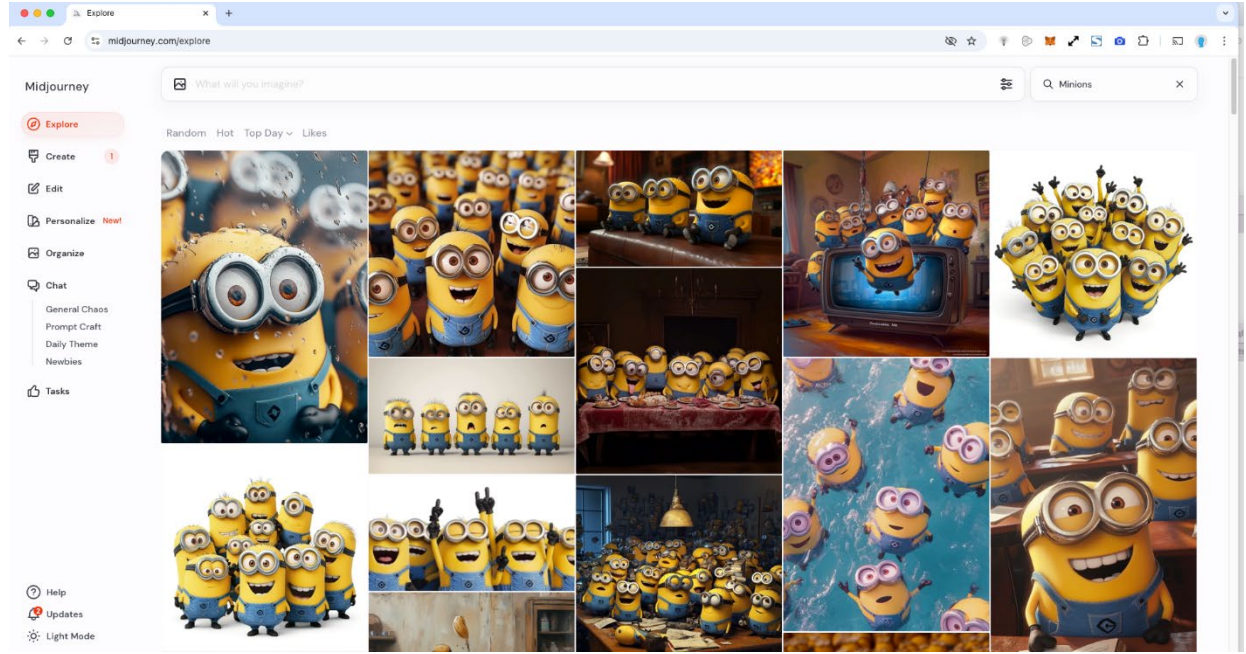 Explore
midjourney.com/explore
Midjourney
What will you imagine?
Minions
Explore
Random Hot Top Day Likes
Create 1
Edit
Personalize New!
Organize
Chat
General Chaos
Prompt Craft
Daily Theme
Newbies
Tasks
Help
2
Updates
Light Mode